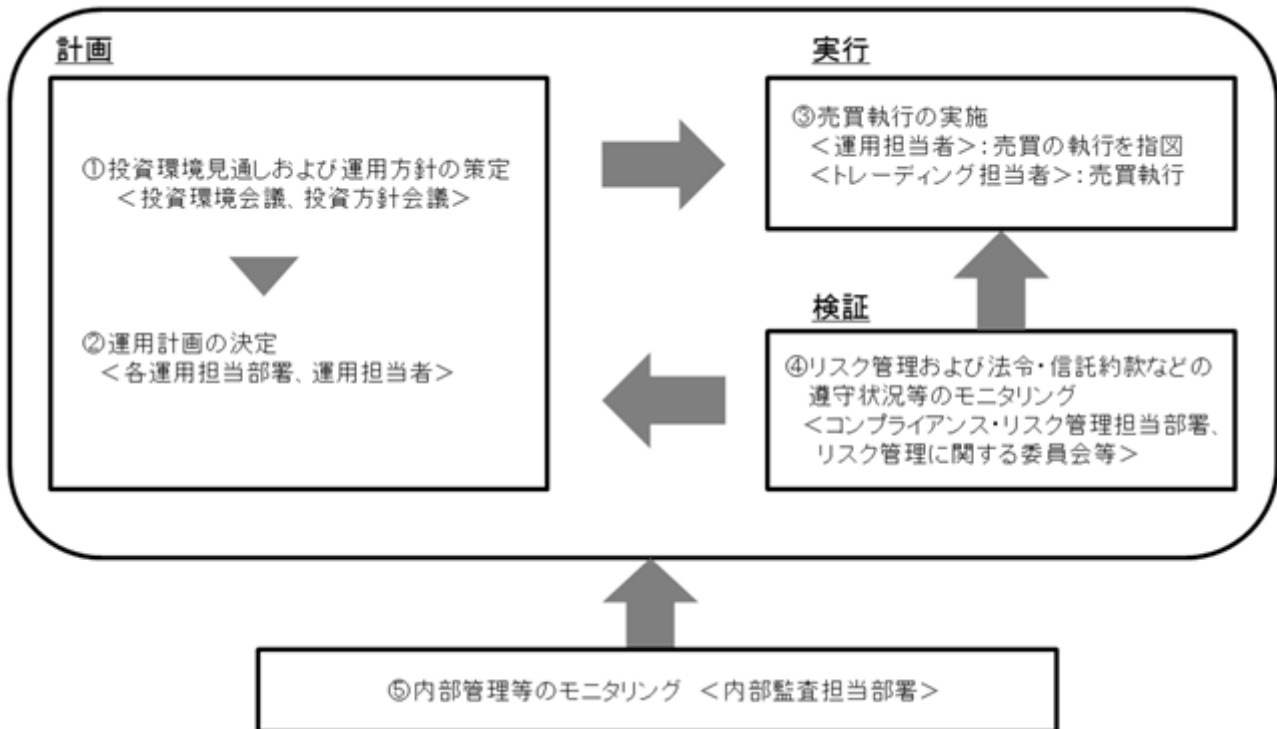 計画
①投資環境見通しおよび運用方針の策定
＜投資環境会議、投資方針会議＞
②運用計画の決定
＜各運用担当部署、運用担当者＞
実行
③売買執行の実施
＜運用担当者＞：売買の執行を指図
＜トレーディング担当者＞：売買執行
検証
④リスク管理および法令・信託約款などの
遵守状況等のモニタリング
＜コンプライアンス・リスク管理担当部署、
リスク管理に関する委員会等＞
⑤内部管理等のモニタリング ＜内部監査担当部署＞